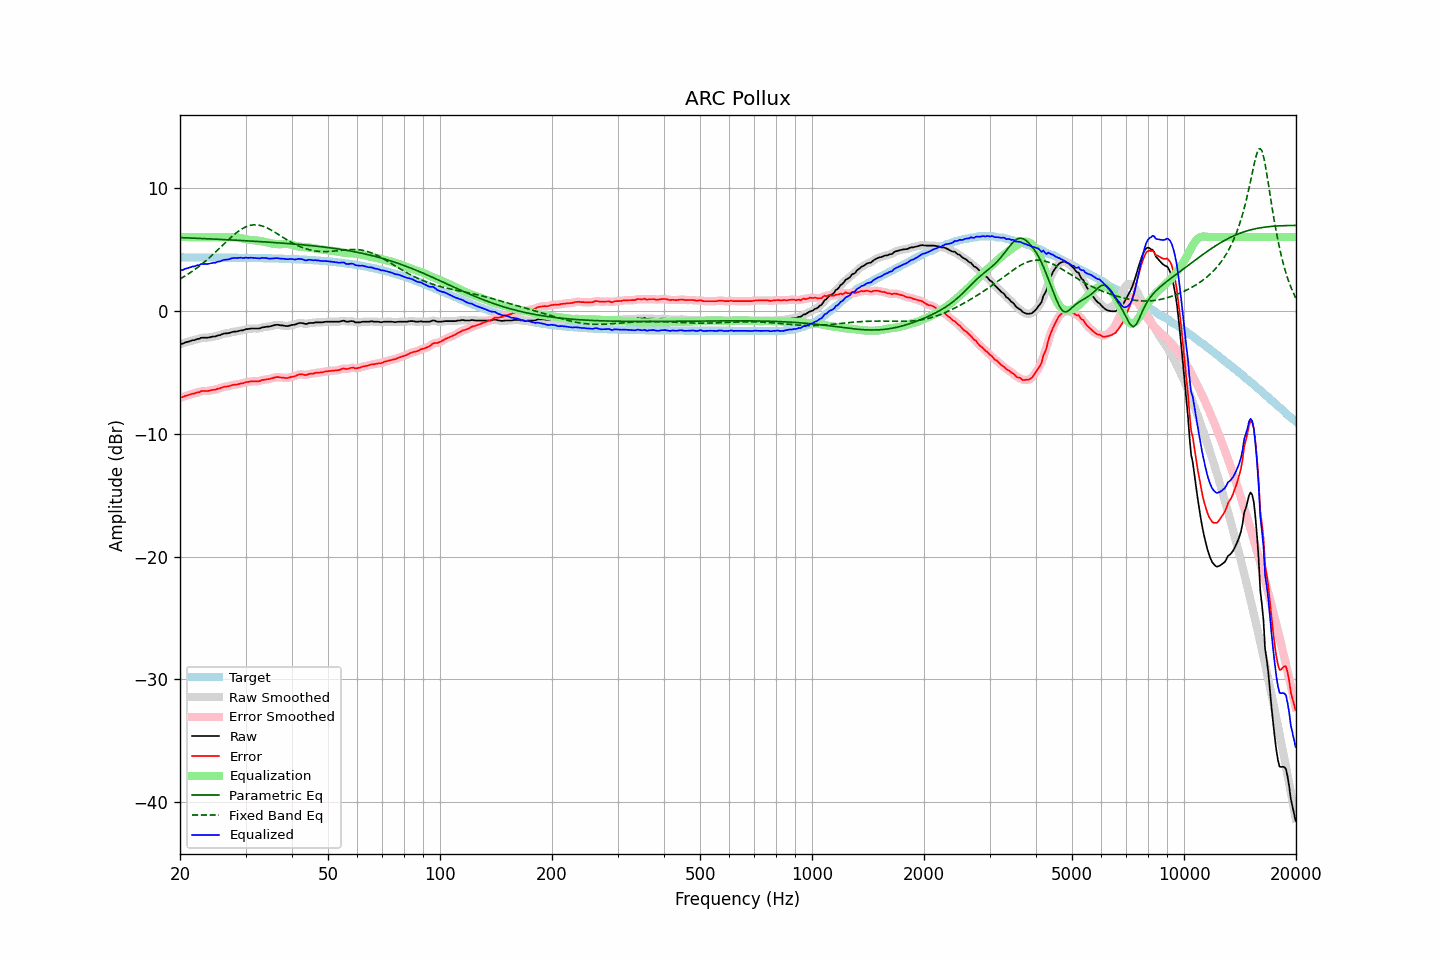 ARC Pollux
Amplitude (dBr)
10
0
−10
−20
−30
−40
Target
Raw Smoothed
Error Smoothed
Raw
Error
Equalization
Parametric Eq
Fixed Band Eq
Equalized
20 50 100 200 500 1000 2000 5000 10000 20000
Frequency (Hz)